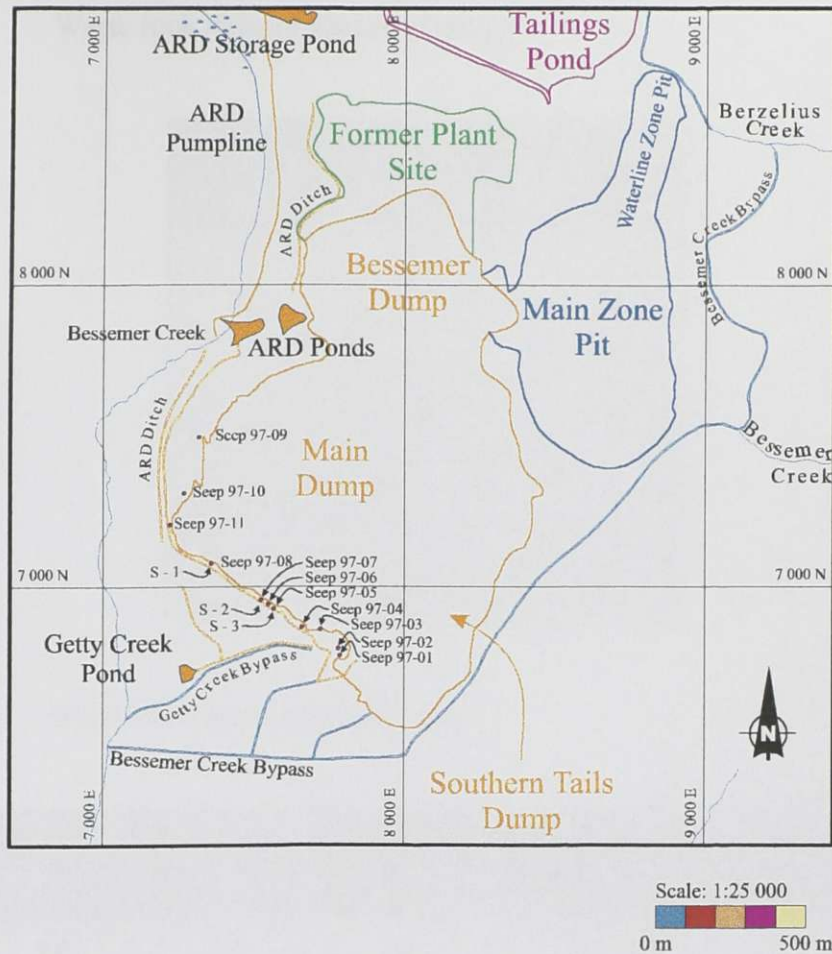 7 000 E
8 000 E
9 000 E
ARD Storage Pond
Tailings
Pond
ARD
Pumpline
Former Plant
Site
Waterline Zone Pit
Berzelius
Creek
ARD Ditch
Bessemer Creek Bypass
8 000 N
8 000 N
Bessemer
Dump
Main Zone
Pit
Bessemer Creek
ARD Ponds
ARD Ditch
Seep 97-09
Main
Dump
Bessemer
Creek
Seep 97-10
Seep 97-11
7 000 N
7 000 N
S - 1
Seep 97-08
Seep 97-07
Seep 97-06
Seep 97-05
S - 2
Seep 97-04
S - 3
Seep 97-03
Seep 97-02
Seep 97-01
Getty Creek
Pond
Getty Creek Bypass
Bessemer Creek Bypass
N
Southern Tails
Dump
7 000 E
8 000 E
9 000 E
Scale: 1:25 000
0 m
500 m